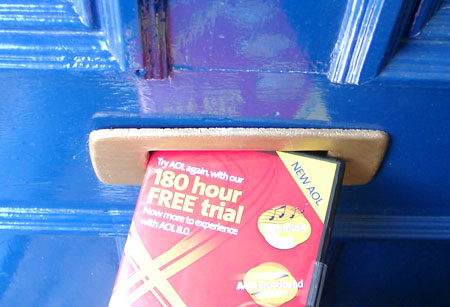 Try AOL again, with our
180 hour
FREE trial
Now more to experience
with AOL 8.0.
NEW AOL
Music
Broadband